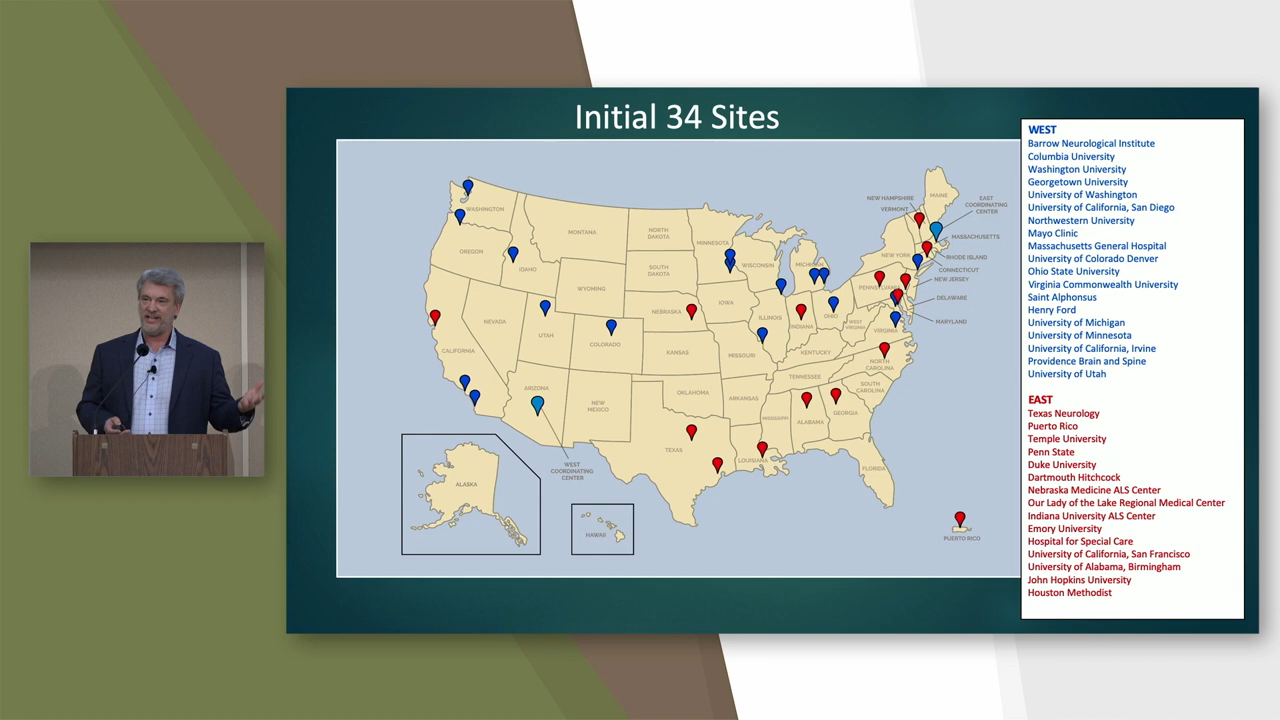 Initial 34 Sites
WASHINGTON
OREGON
IDAHO
MONTANA
NORTH
DAKOTA
SOUTH
DAKOTA
MINNESOTA
WISCONSIN
MICHIGAN
WYOMING
NEVADA
UTAH
COLORADO
NEBRASKA
IOWA
ILLINOIS
INDIANA
OHIO
PENNSYLVANIA
NEW YORK
NEW HAMPSHIRE
VERMONT
MAINE
EAST
COORDINATING
CENTER
MASSACHUSETTS
RHODE ISLAND
CONNECTICUT
NEW JERSEY
DELAWARE
MARYLAND
WEST
VIRGINIA
VIRGINIA
KENTUCKY
NORTH
CAROLINA
SOUTH
CAROLINA
TENNESSEE
CALIFORNIA
ARIZONA
NEW
MEXICO
KANSAS
MISSOURI
OKLAHOMA
ARKANSAS
MISSISSIPPI
ALABAMA
GEORGIA
TEXAS
LOUISIANA
FLORIDA
WEST
COORDINATING
CENTER
ALASKA
HAWAII
PUERTO RICO
WEST
Barrow Neurological Institute
Columbia University
Washington University
Georgetown University
University of Washington
University of California, San Diego
Northwestern University
Mayo Clinic
Massachusetts General Hospital
University of Colorado Denver
Ohio State University
Virginia Commonwealth University
Saint Alphonsus
Henry Ford
University of Michigan
University of Minnesota
University of California, Irvine
Providence Brain and Spine
University of Utah
EAST
Texas Neurology
Puerto Rico
Temple University
Penn State
Duke University
Dartmouth Hitchcock
Nebraska Medicine ALS Center
Our Lady of the Lake Regional Medical Center
Indiana University ALS Center
Emory University
Hospital for Special Care
University of California, San Francisco
University of Alabama, Birmingham
John Hopkins University
Houston Methodist